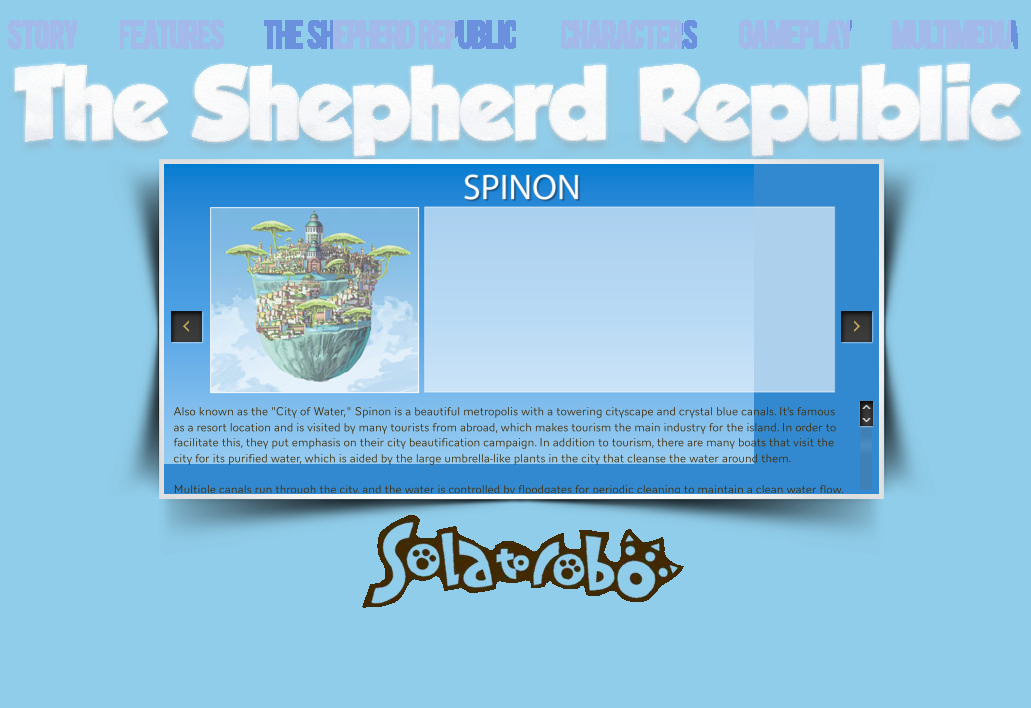 STORY FEATURES THE SHEPHERD REPUBLIC CHARACTERS GAMEPLAY MULTIMEDIA
The Shepherd Republic
SPINON
Also known as the "City of Water," Spinon is a beautiful metropolis with a towering cityscape and crystal blue canals. It's famous
as a resort location and is visited by many tourists from abroad, which makes tourism the main industry for the island. In order to
facilitate this, they put emphasis on their city beautification campaign. In addition to tourism, there are many boats that visit the
city for its purified water, which is aided by the large umbrella-like plants in the city that cleanse the water around them.
Multiple canals run through the city and the water is controlled by floodgates for periodic cleaning to maintain a clean water flow.
Solatorobo